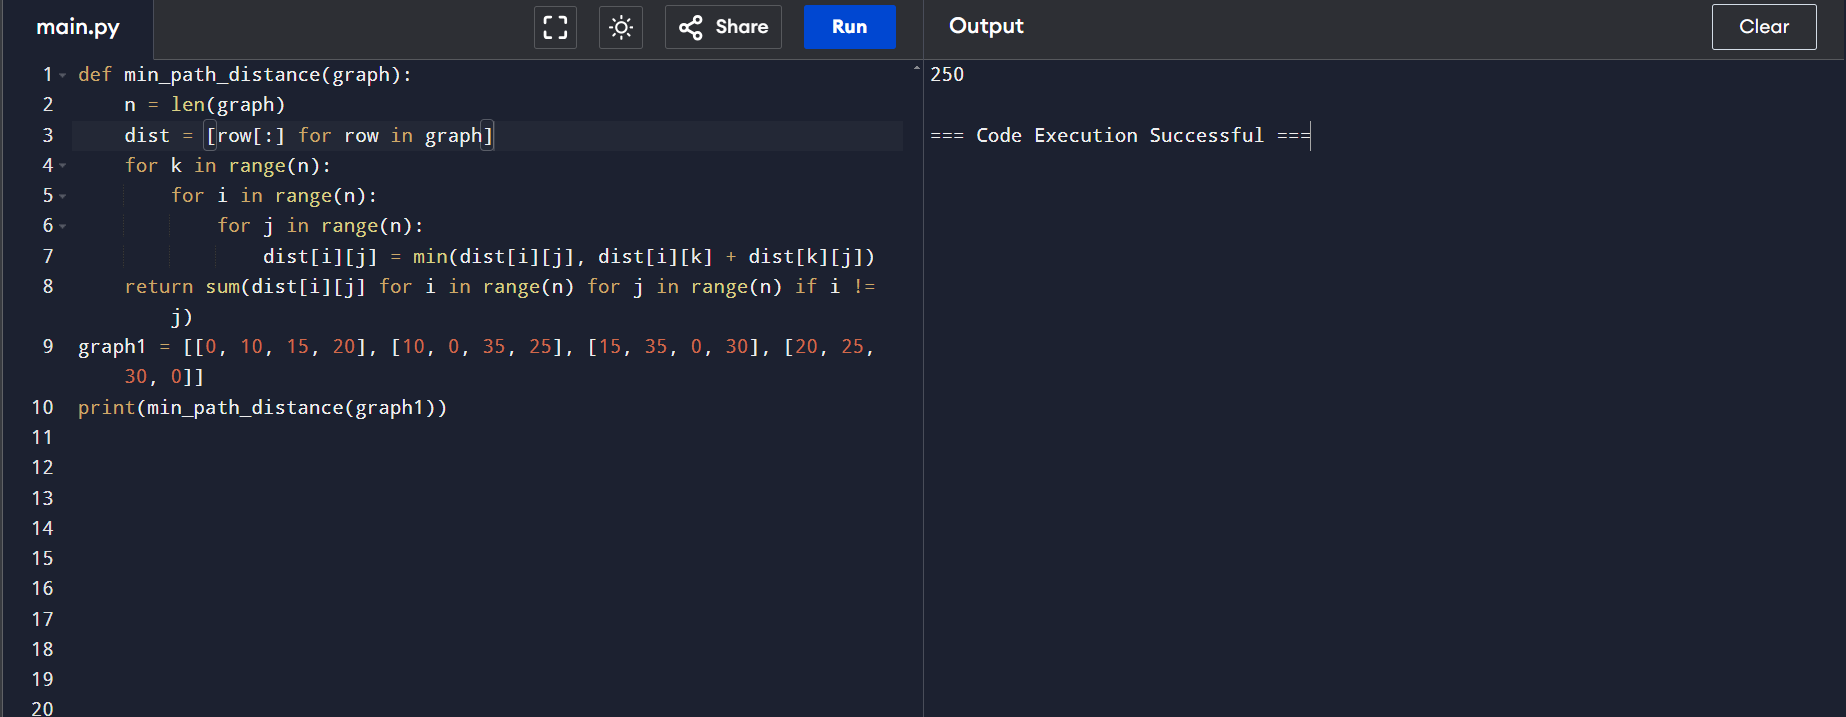 main.py
Share
Run
Output
Clear
1 def min_path_distance(graph):
2     n = len(graph)
3     dist = [row[:] for row in graph]
4     for k in range(n):
5         for i in range(n):
6             for j in range(n):
7                 dist[i][j] = min(dist[i][j], dist[i][k] + dist[k][j])
8     return sum(dist[i][j] for i in range(n) for j in range(n) if i !=
        j)
9 graph1 = [[0, 10, 15, 20], [10, 0, 35, 25], [15, 35, 0, 30], [20, 25,
    30, 0]]
10 print(min_path_distance(graph1))
11
12
13
14
15
16
17
18
19
20
250
=== Code Execution Successful ===